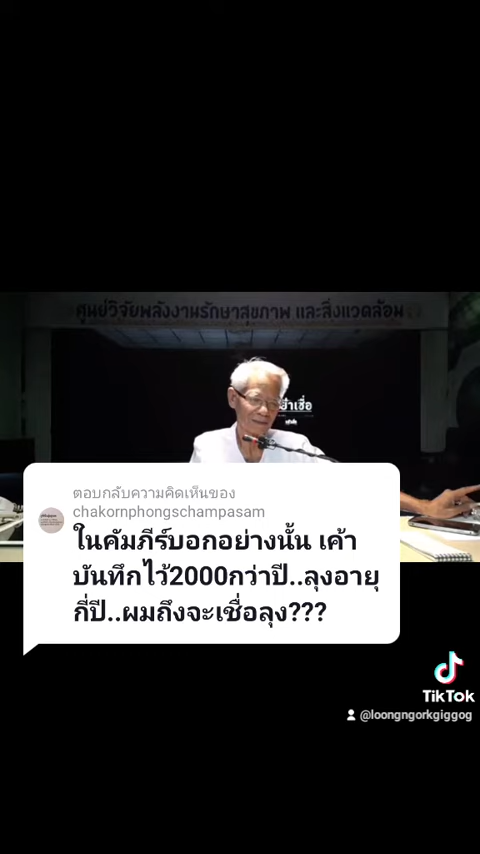 ศูนย์วิจัยพลังงานรักษาสุขภาพ และสิ่งแวดล้อม
ตอบกลับความคิดเห็นของ
chakornphongschampasam
ในคัมภีร์บอกอย่างนั้น เค้า
บันทึกไว้2000กว่าปี..ลุงอายุ
กี่ปี..ผมถึงจะเชื่อลุง???
TikTok
@loongngorkgiggog